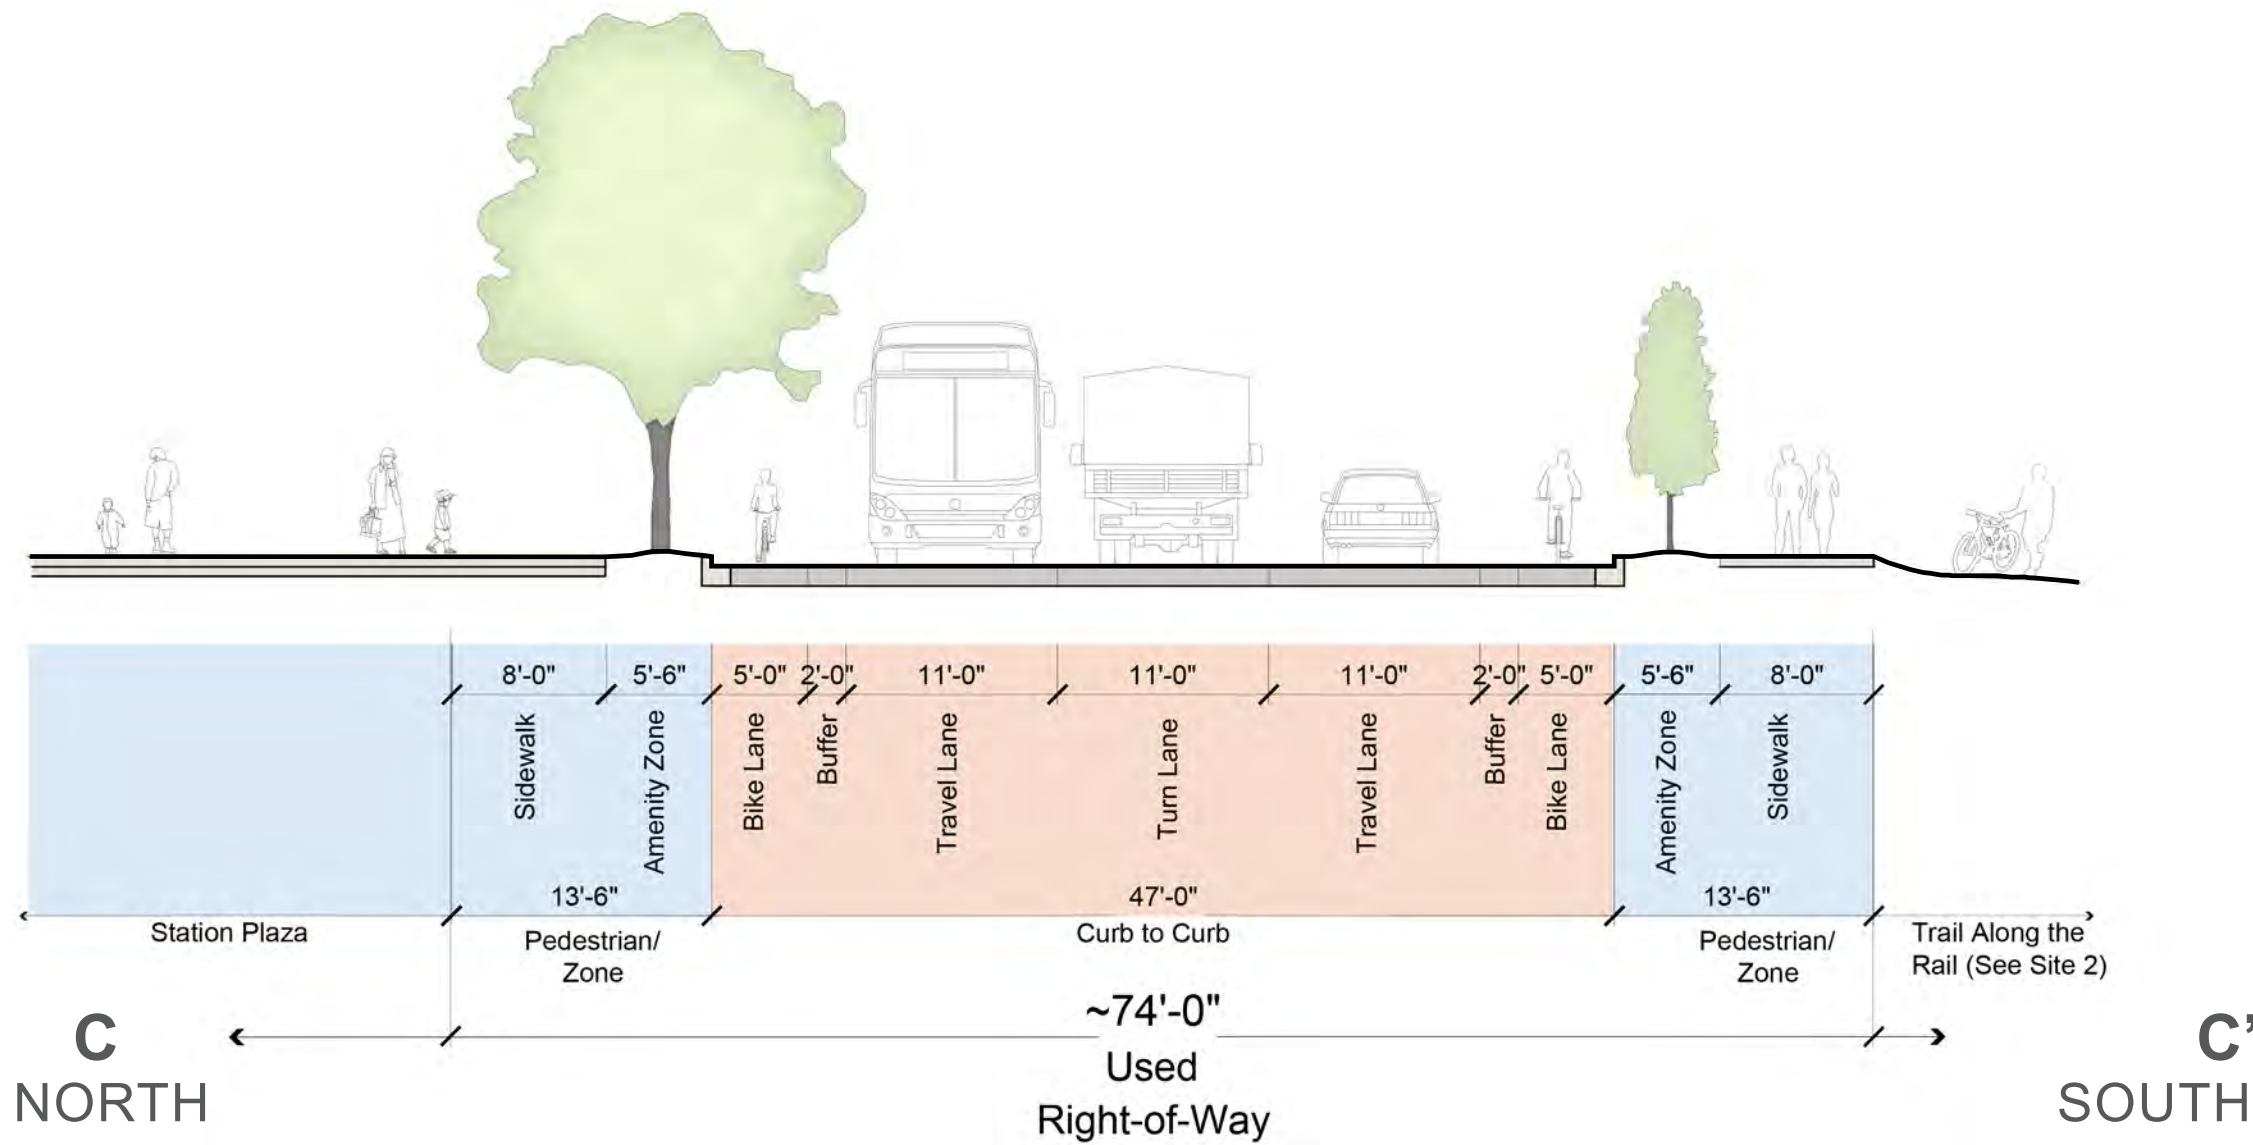 8'-0" 5'-6" 5'-0" 2'-0" 11'-0" 11'-0" 11'-0" 2'-0" 5'-0" 5'-6" 8'-0"
Sidewalk
Amenity Zone
Bike Lane
Buffer
Travel Lane
Turn Lane
Travel Lane
Buffer
Bike Lane
Amenity Zone
Sidewalk
13'-6" 47'-0" 13'-6"
Station Plaza
Pedestrian/
Zone
Curb to Curb
Pedestrian/
Zone
Trail Along the
Rail (See Site 2)
~74'-0"
Used
Right-of-Way
C
NORTH
C’
SOUTH